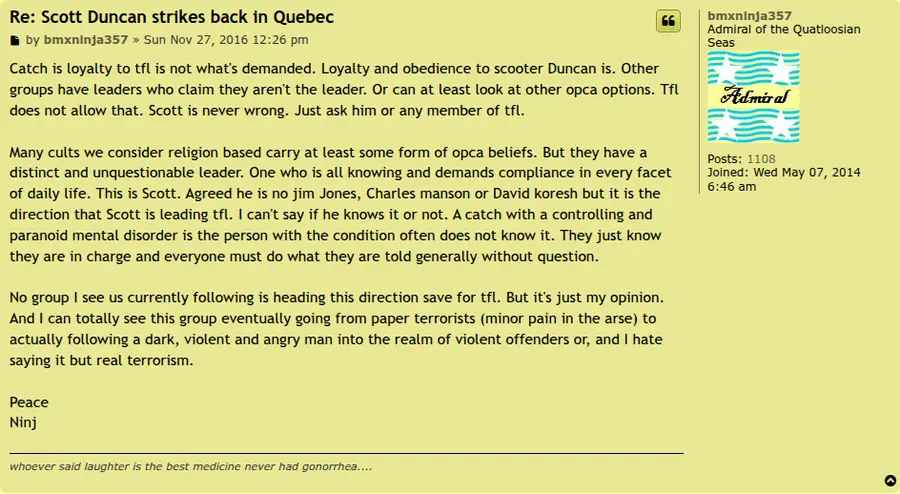 Re: Scott Duncan strikes back in Quebec
by bmxninja357 » Sun Nov 27, 2016 12:26 pm
Catch is loyalty to tfl is not what's demanded. Loyalty and obedience to scooter Duncan is. Other
groups have leaders who claim they aren't the leader. Or can at least look at other opca options. Tfl
does not allow that. Scott is never wrong. Just ask him or any member of tfl.
Many cults we consider religion based carry at least some form of opca beliefs. But they have a
distinct and unquestionable leader. One who is all knowing and demands compliance in every facet
of daily life. This is Scott. Agreed he is no jim Jones, Charles manson or David koresh but it is the
direction that Scott is leading tfl. I can't say if he knows it or not. A catch with a controlling and
paranoid mental disorder is the person with the condition often does not know it. They just know
they are in charge and everyone must do what they are told generally without question.
No group I see us currently following is heading this direction save for tfl. But it's just my opinion.
And I can totally see this group eventually going from paper terrorists (minor pain in the arse) to
actually following a dark, violent and angry man into the realm of violent offenders or, and I hate
saying it but real terrorism.
Peace
Ninj
whoever said laughter is the best medicine never had gonorrhea....
bmxninja357
Admiral of the Quatloosian
Seas
Admiral
Posts: 1108
Joined: Wed May 07, 2014
6:46 am